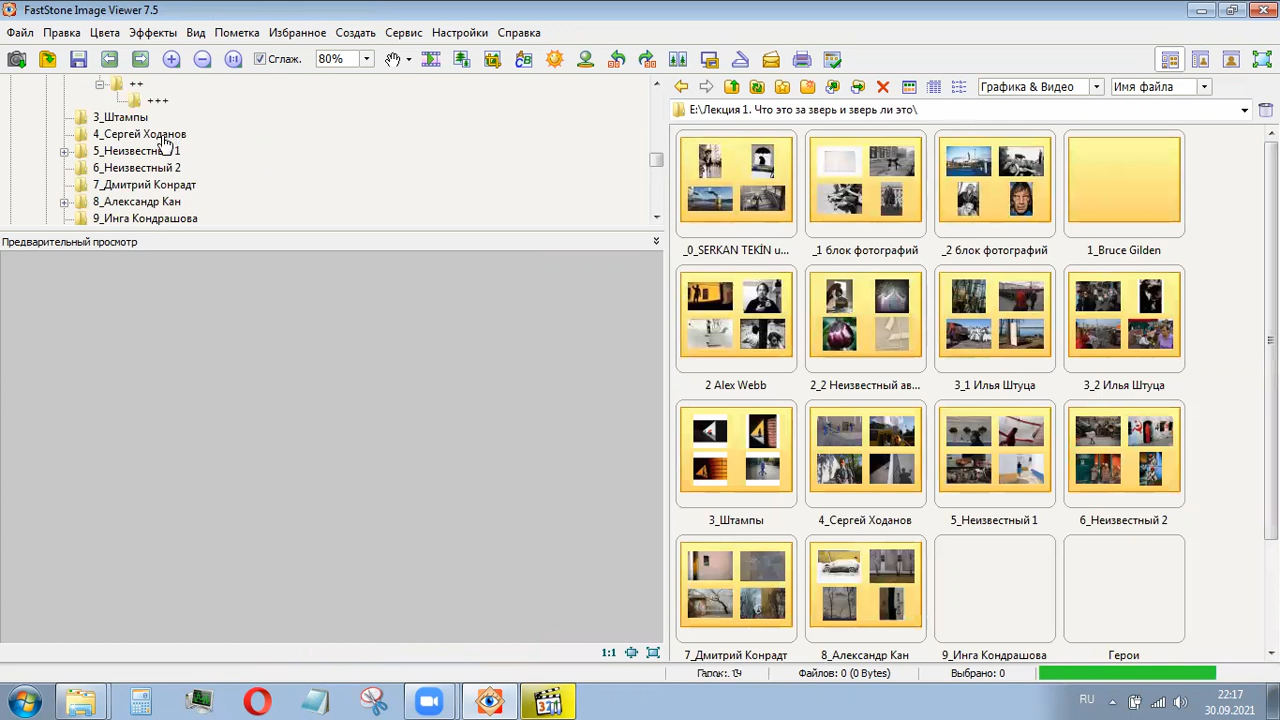 FastStone Image Viewer 7.5
Файл Правка Цвета Эффекты Вид Пометка Избранное Создать Сервис Настройки Справка
Сглаж. 80%
Графика & Видео Имя файла
E:\Лекция 1. Что это за зверь и зверь ли это\
++
+++
3_Штампы
4_Сергей Ходанов
5_Неизвестный 1
6_Неизвестный 2
7_Дмитрий Конрадт
8_Александр Кан
9_Инга Кондрашова
Предварительный просмотр
_0_SERKAN TEKİN u... _1 блок фотографий _2 блок фотографий 1_Bruce Gilden
2 Alex Webb 2_2 Неизвестный ав... 3_1 Илья Штуца 3_2 Илья Штуца
3_Штампы 4_Сергей Ходанов 5_Неизвестный 1 6_Неизвестный 2
7_Дмитрий Конрадт 8_Александр Кан 9_Инга Кондрашова Герои
1:1
Папок: 19 Файлов: 0 (0 Bytes) Выбрано: 0
321
RU
22:17
30.09.2021